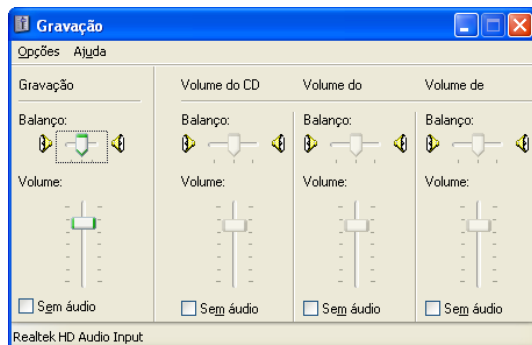 Gravação
Opções Ajuda
Gravação Volume do CD Volume do Volume de
Balanço: Balanço: Balanço: Balanço:
Volume: Volume: Volume: Volume:
Sem áudio Sem áudio Sem áudio Sem áudio
Realtek HD Audio Input